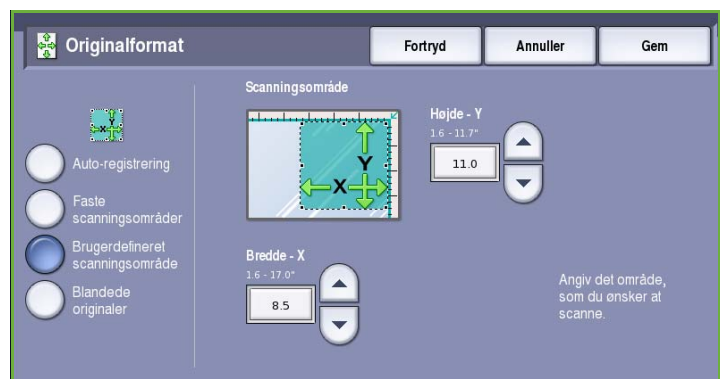 Originalformat
Fortryd
Annuller
Gem
Auto-registrering
Faste
scanningsområder
Brugerdefineret
scanningsområde
Blandede
originaler
Scanningsområde
Y
X
Højde - Y
1.6 - 11.7"
11.0
Bredde - X
1.6 - 17.0"
8.5
Angiv det område,
som du ønsker at
scanne.